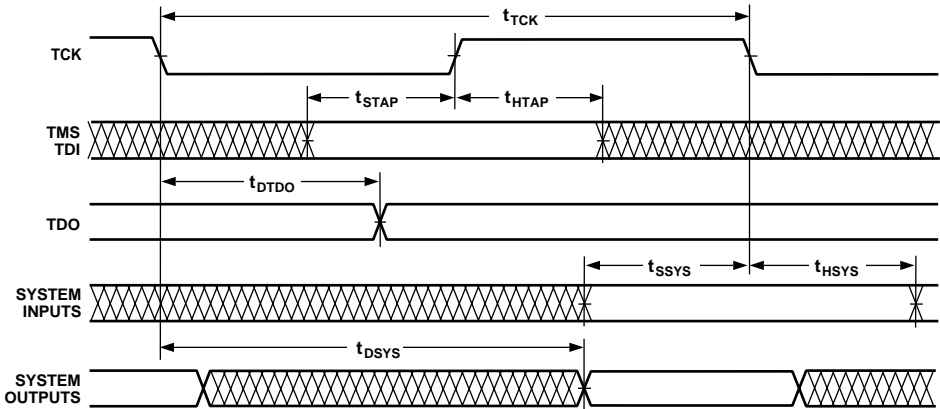 tTCK
TCK
tSTAP
tHTAP
TMS
TDI
tDTDO
TDO
tSSYS
tHSYS
SYSTEM
INPUTS
tDSYS
SYSTEM
OUTPUTS